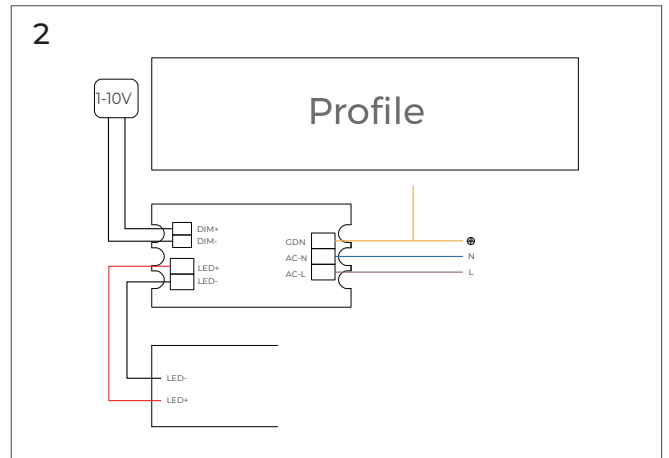 2
1-10V
Profile
DIM+
DIM-
GDN
LED+
AC-N
N
LED-
AC-L
L
LED-
LED+